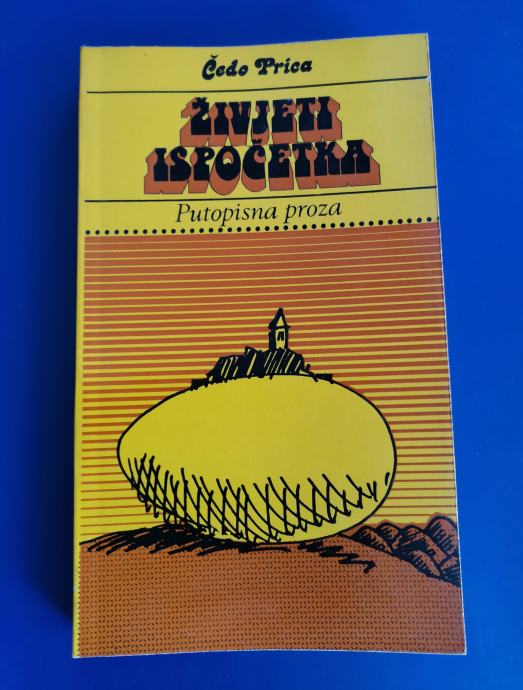 Čedo Prica
ŽIVJETI
ISPOČETKA
Putopisna proza